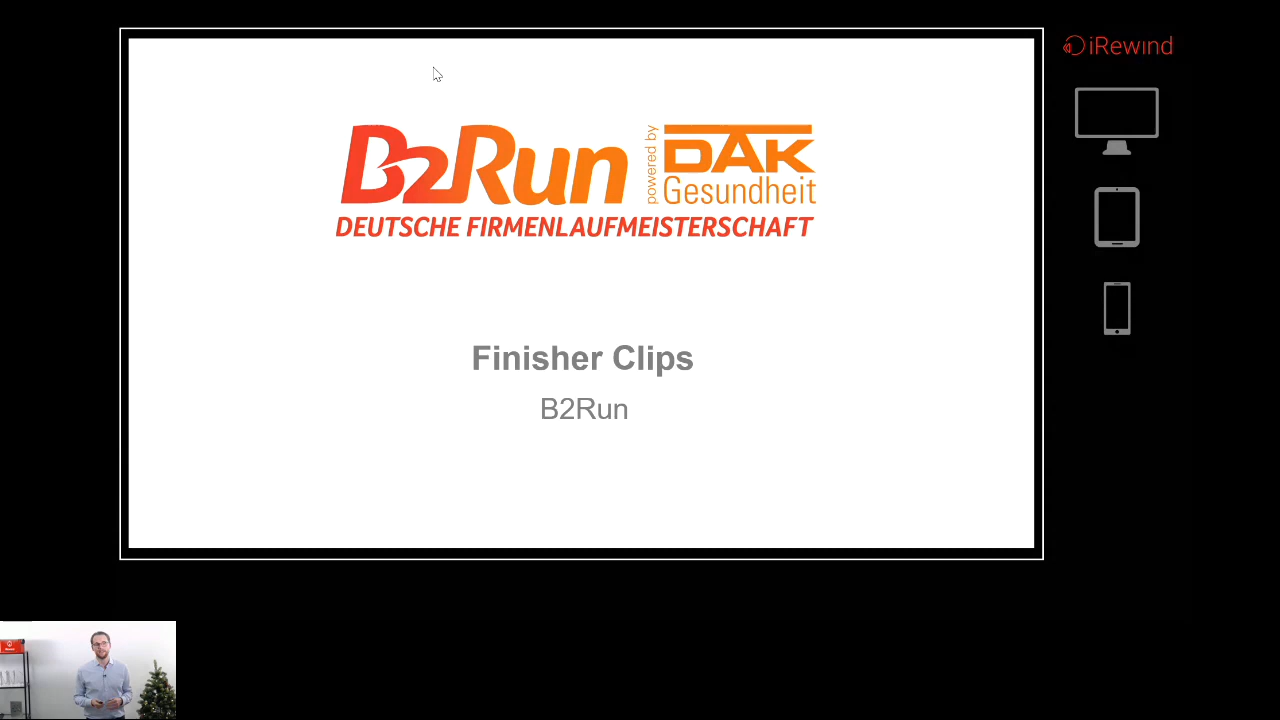 iRewind
B2Run
powered by
DAK
Gesundheit
DEUTSCHE FIRMENLAUFMEISTERSCHAFT
Finisher Clips
B2Run